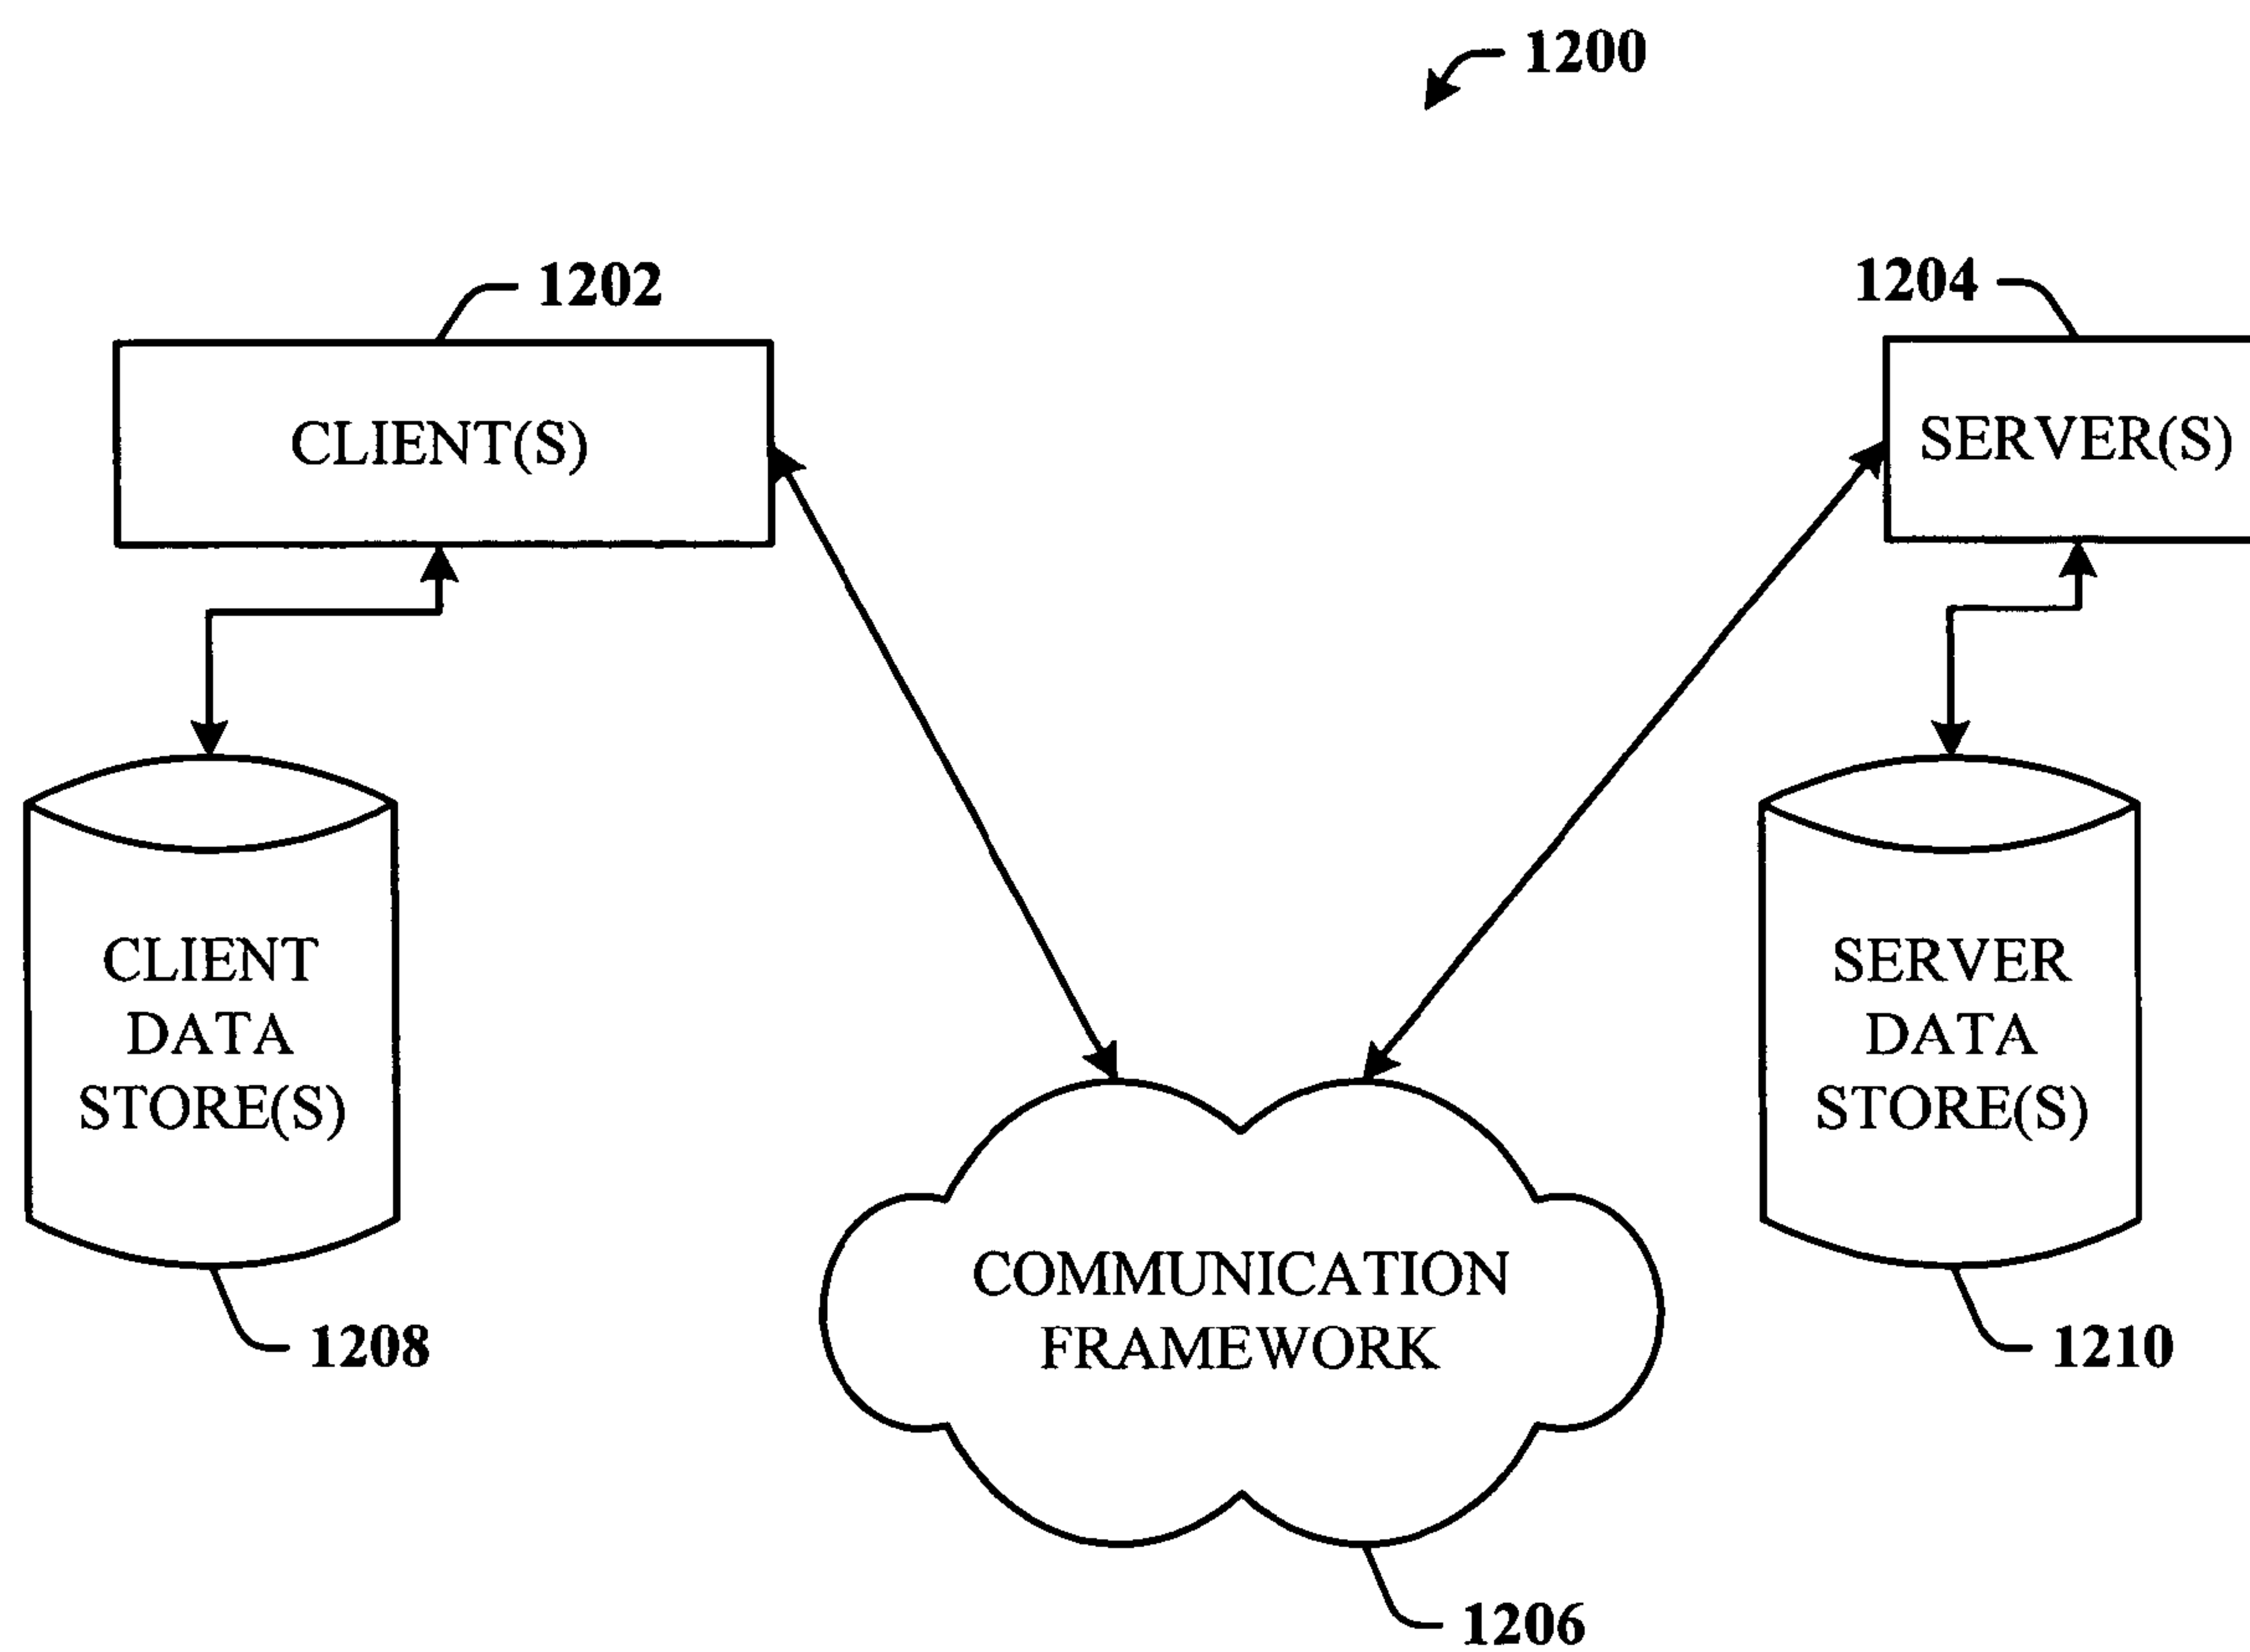 1200
1202
1204
CLIENT(S)
SERVER(S)
CLIENT
DATA
STORE(S)
SERVER
DATA
STORE(S)
COMMUNICATION
FRAMEWORK
1208
1210
1206